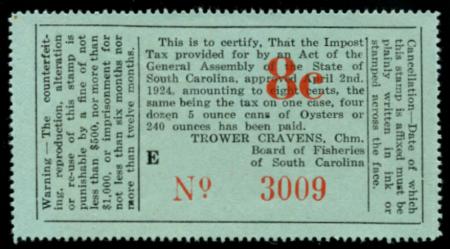 Warning—The counterfeit-
ing, reproduction, alteration
or re-use of this stamp is
punishable by a fine of not
less than $500, nor more than
$1,000, or imprisonment for
not less than six months nor
more than twelve months.
This is to certify, That the Impost
Tax provided for by an Act of the
General Assembly of the State of
South Carolina, approved April 2nd.
1924, amounting to eight cents, the
same being the tax on one case, four
dozen 5 ounce cans of Oysters or
240 ounces has been paid.
8c
TROWER CRAVENS, Chm.
Board of Fisheries
of South Carolina
E
No 3009
Cancellation—Date of which
this stamp is affixed must be
plainly written in ink or
stamped across the face.